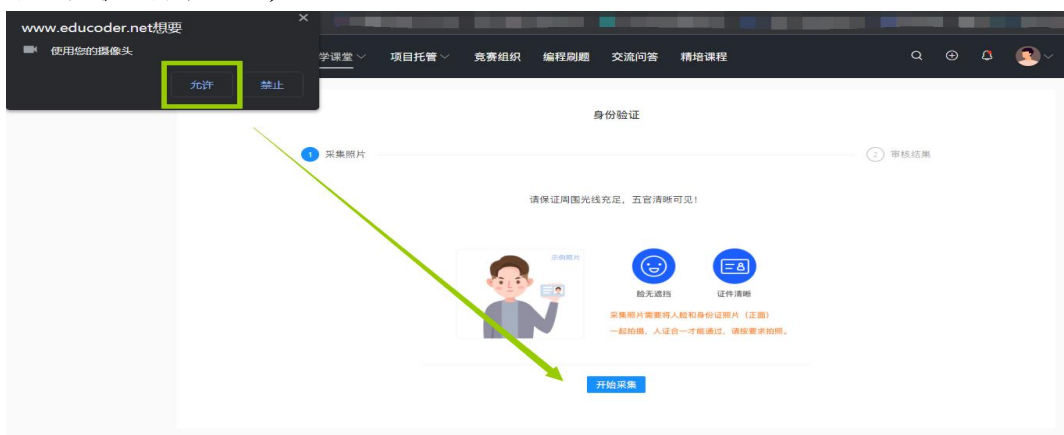 www.educoder.net想要
使用您的摄像头
允许 禁止
学课堂 项目托管 竞赛组织 编程刷题 交流问答 精培课程
身份验证
1 采集照片
2 审核结果
请保证周围光线充足，五官清晰可见！
示例照片
脸无遮挡 证件清晰
采集照片需要将人脸和身份证照片（正面）
一起拍摄，人证合一才能通过，请按要求拍照。
开始采集